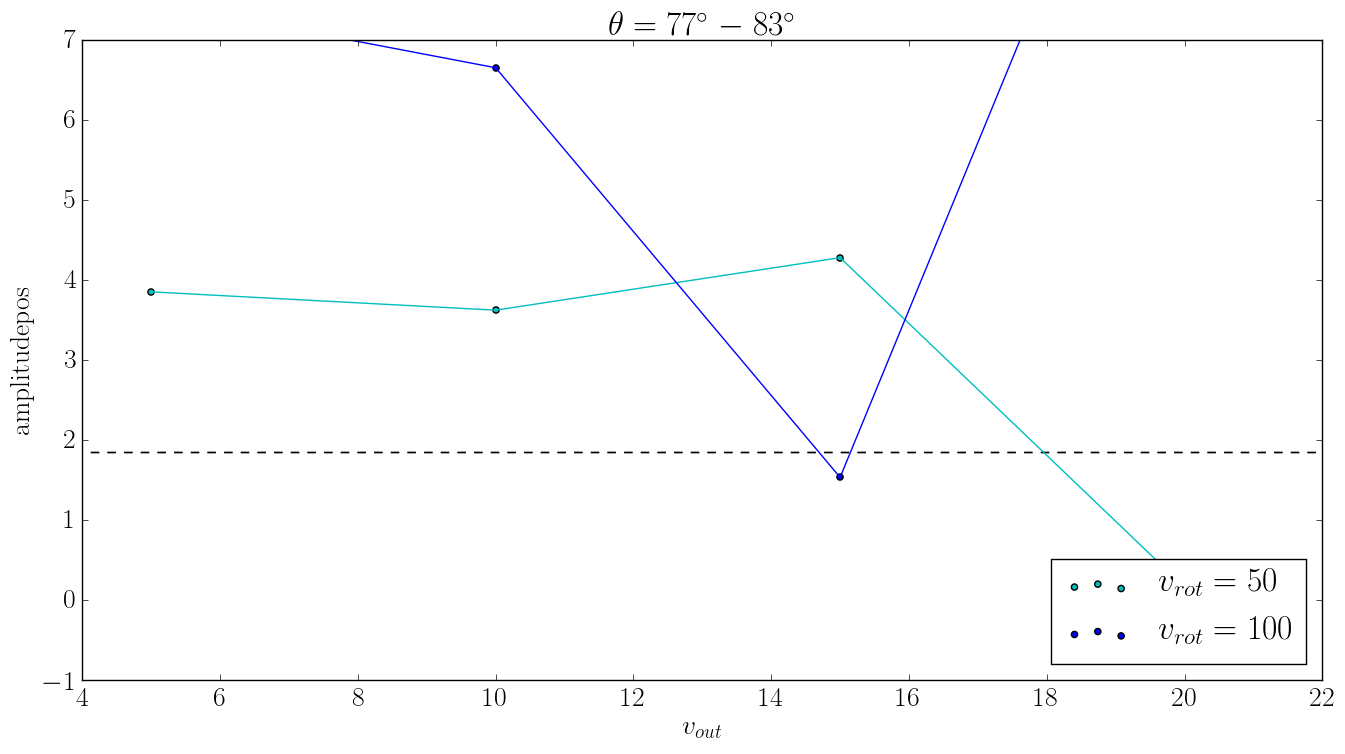 θ = 77° − 83°
7
6
5
4
3
2
1
0
−1
amplitudepos
4 6 8 10 12 14 16 18 20 22
v_out
v_rot = 50
v_rot = 100